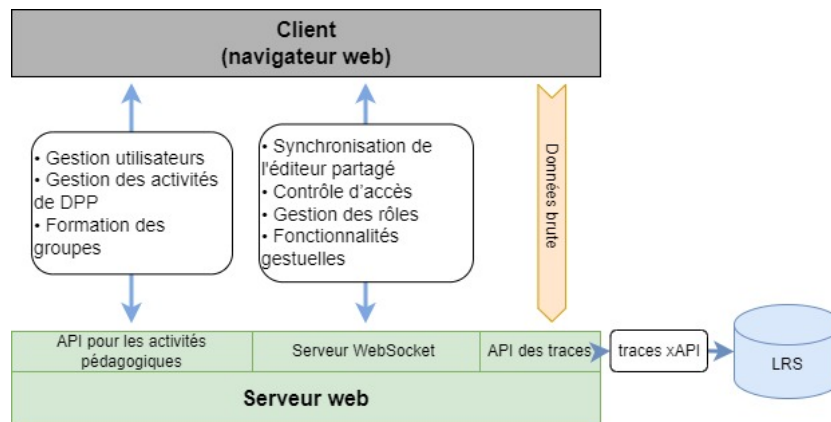 Client
(navigateur web)
• Gestion utilisateurs
• Gestion des activités
de DPP
• Formation des
groupes
• Synchronisation de
l'éditeur partagé
• Contrôle d'accès
• Gestion des rôles
• Fonctionnalités
gestuelles
Données brute
API pour les activités
pédagogiques
Serveur WebSocket
API des traces
traces xAPI
LRS
Serveur web